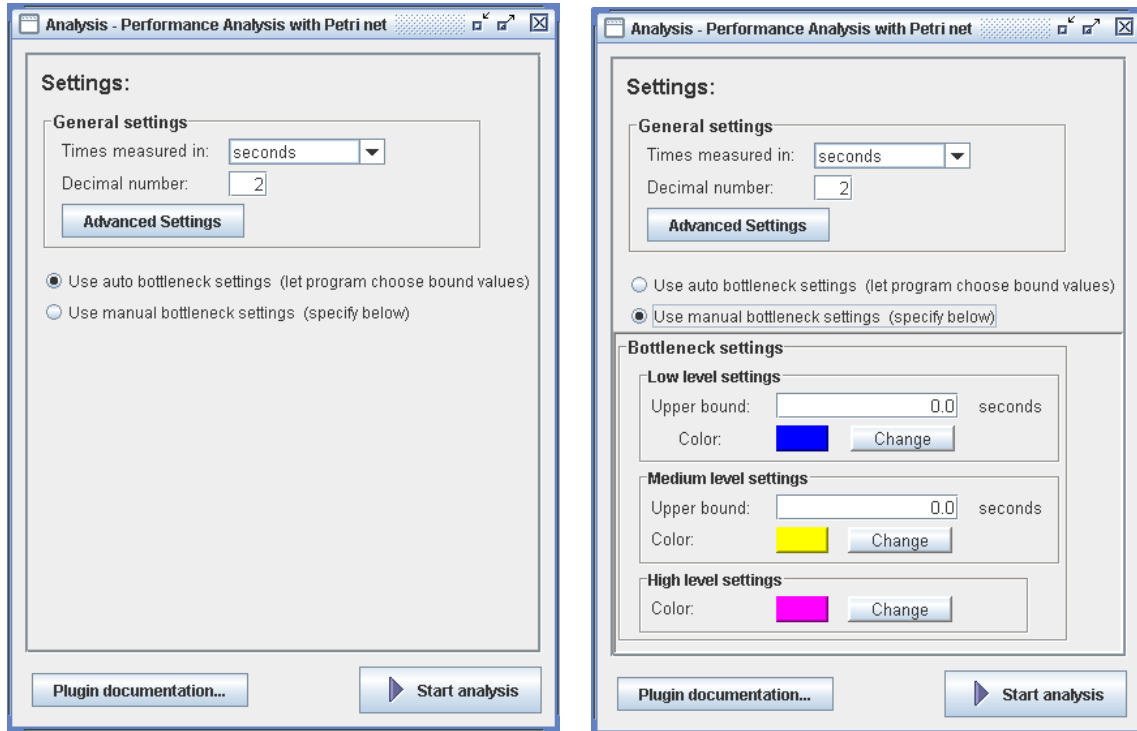 Analysis - Performance Analysis with Petri net
Settings:
General settings
Times measured in: seconds
Decimal number: 2
Advanced Settings
Use auto bottleneck settings (let program choose bound values)
Use manual bottleneck settings (specify below)
Plugin documentation...
Start analysis
Analysis - Performance Analysis with Petri net
Settings:
General settings
Times measured in: seconds
Decimal number: 2
Advanced Settings
Use auto bottleneck settings (let program choose bound values)
Use manual bottleneck settings (specify below)
Bottleneck settings
Low level settings
Upper bound: 0.0 seconds
Color: Change
Medium level settings
Upper bound: 0.0 seconds
Color: Change
High level settings
Color: Change
Plugin documentation...
Start analysis